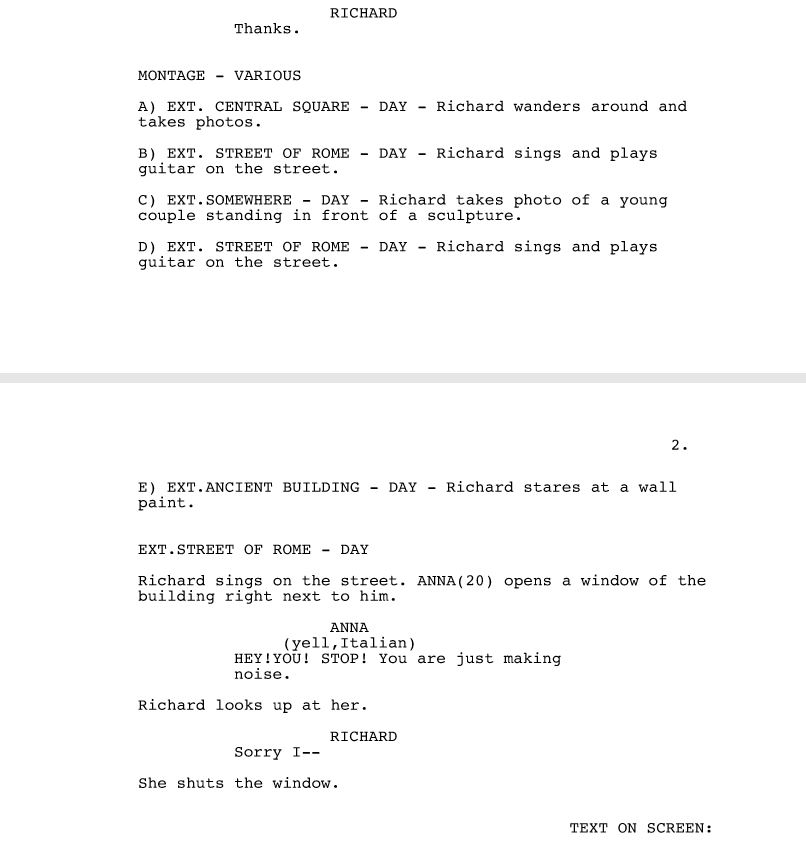 RICHARD
Thanks.
MONTAGE - VARIOUS
A) EXT. CENTRAL SQUARE - DAY - Richard wanders around and
takes photos.
B) EXT. STREET OF ROME - DAY - Richard sings and plays
guitar on the street.
C) EXT.SOMEWHERE - DAY - Richard takes photo of a young
couple standing in front of a sculpture.
D) EXT. STREET OF ROME - DAY - Richard sings and plays
guitar on the street.
2.
E) EXT.ANCIENT BUILDING - DAY - Richard stares at a wall
paint.
EXT.STREET OF ROME - DAY
Richard sings on the street. ANNA(20) opens a window of the
building right next to him.
ANNA
(yell,Italian)
HEY!YOU! STOP! You are just making
noise.
Richard looks up at her.
RICHARD
Sorry I--
She shuts the window.
TEXT ON SCREEN: